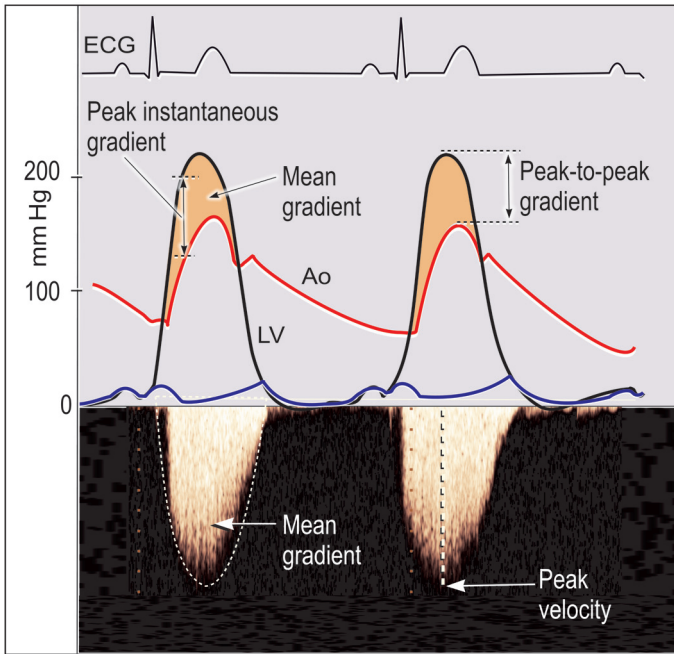 ECG
Peak instantaneous
gradient
200
Mean
gradient
Peak-to-peak
gradient
mm Hg
Ao
100
LV
0
Mean
gradient
Peak
velocity